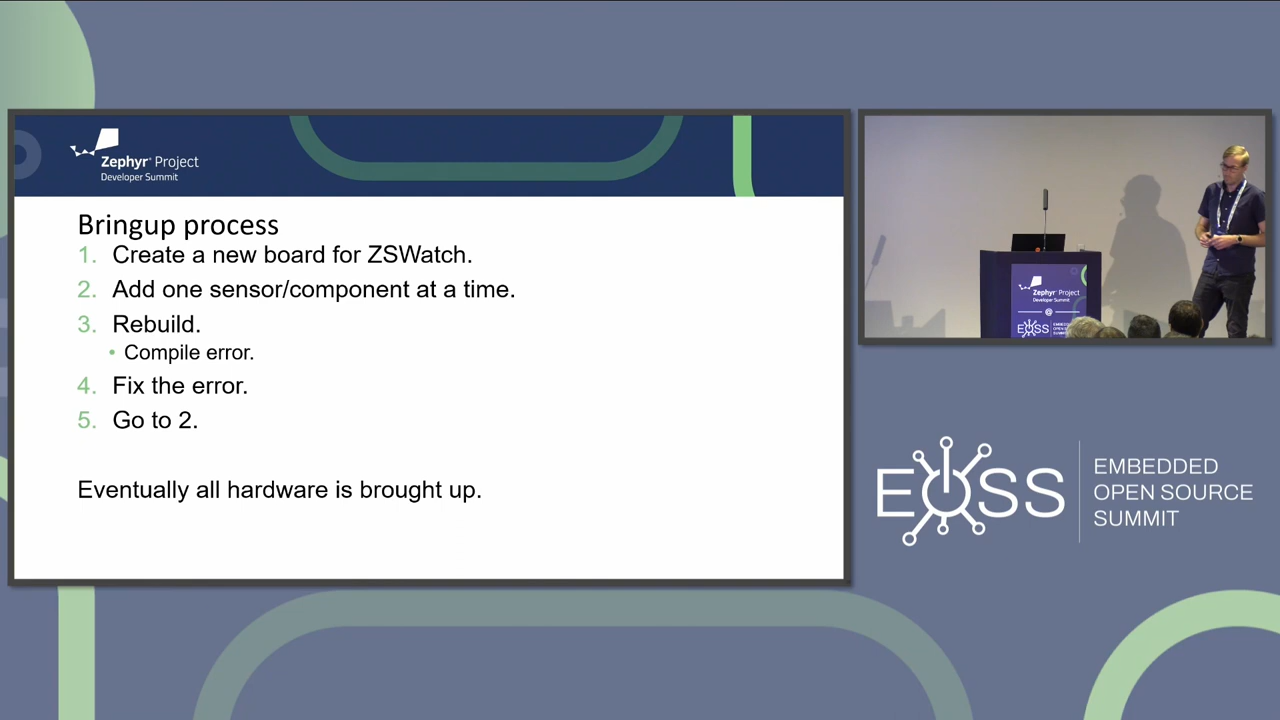 Zephyr® Project
Developer Summit
Bringup process
1. Create a new board for ZSWatch.
2. Add one sensor/component at a time.
3. Rebuild.
• Compile error.
4. Fix the error.
5. Go to 2.
Eventually all hardware is brought up.
Zephyr Project
Developer Summit
EOSS
EOSS
EMBEDDED
OPEN SOURCE
SUMMIT